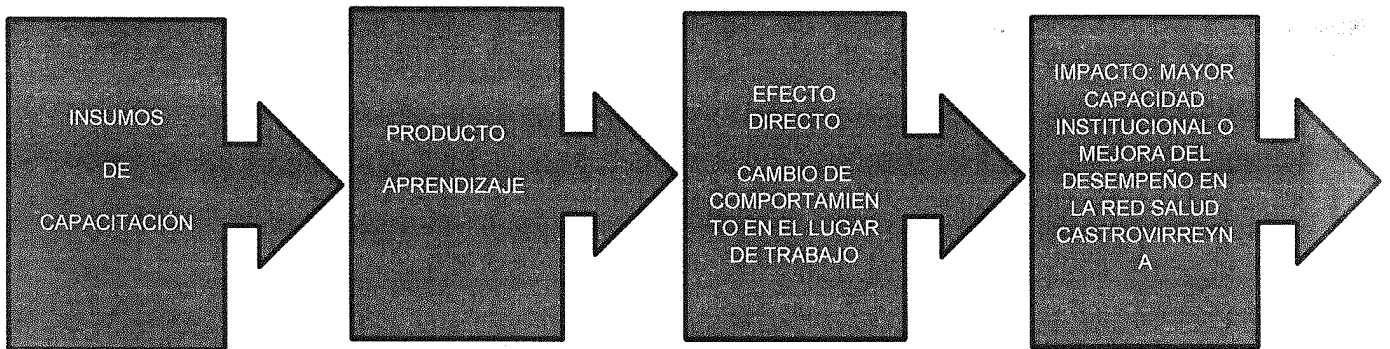 INSUMOS
DE
CAPACITACIÓN
PRODUCTO
APRENDIZAJE
EFECTO
DIRECTO
CAMBIO DE
COMPORTAMIEN
TO EN EL LUGAR
DE TRABAJO
IMPACTO: MAYOR
CAPACIDAD
INSTITUCIONAL O
MEJORA DEL
DESEMPEÑO EN
LA RED SALUD
CASTROVIRREYN
A